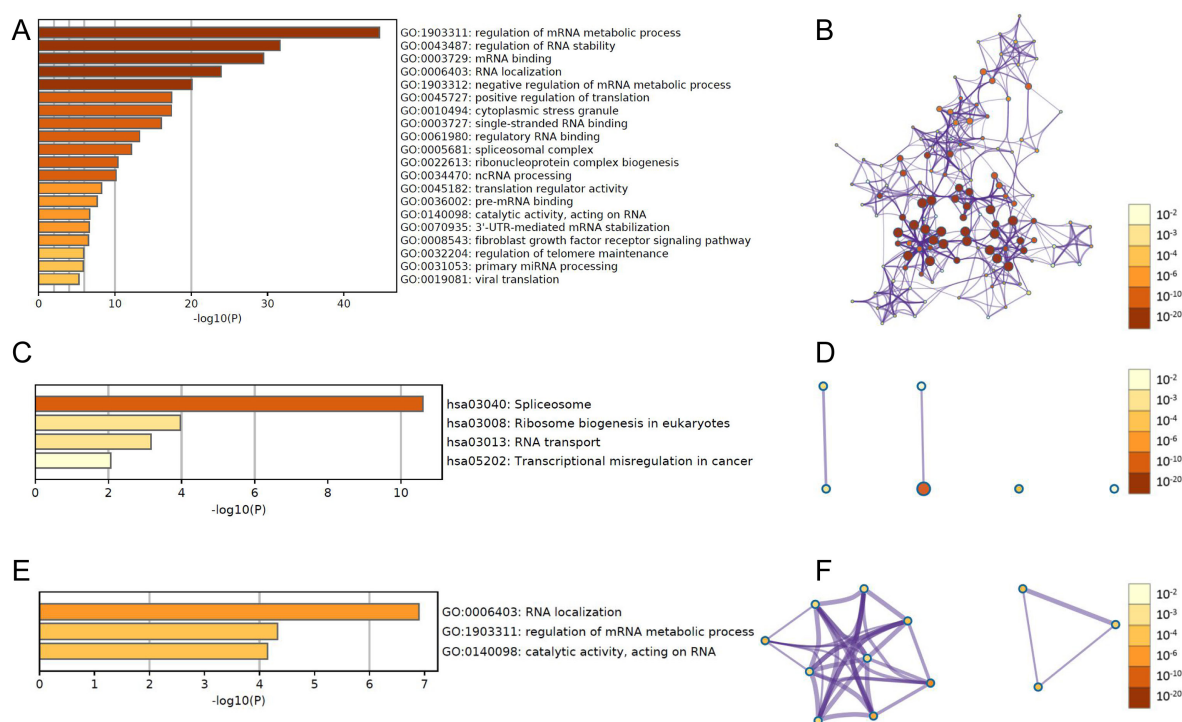 A
GO:1903311: regulation of mRNA metabolic process
GO:0043487: regulation of RNA stability
GO:0003729: mRNA binding
GO:0006403: RNA localization
GO:1903312: negative regulation of mRNA metabolic process
GO:0045727: positive regulation of translation
GO:0010494: cytoplasmic stress granule
GO:0003727: single-stranded RNA binding
GO:0061980: regulatory RNA binding
GO:0005681: spliceosomal complex
GO:0022613: ribonucleoprotein complex biogenesis
GO:0034470: ncRNA processing
GO:0045182: translation regulator activity
GO:0036002: pre-mRNA binding
GO:0140098: catalytic activity, acting on RNA
GO:0070935: 3'-UTR-mediated mRNA stabilization
GO:0008543: fibroblast growth factor receptor signaling pathway
GO:0032204: regulation of telomere maintenance
GO:0031053: primary miRNA processing
GO:0019081: viral translation
0 10 20 30 40
-log10(P)
B
10-2
10-3
10-4
10-6
10-10
10-20
C
hsa03040: Spliceosome
hsa03008: Ribosome biogenesis in eukaryotes
hsa03013: RNA transport
hsa05202: Transcriptional misregulation in cancer
0 2 4 6 8 10
-log10(P)
D
10-2
10-3
10-4
10-6
10-10
10-20
E
GO:0006403: RNA localization
GO:1903311: regulation of mRNA metabolic process
GO:0140098: catalytic activity, acting on RNA
0 1 2 3 4 5 6 7
-log10(P)
F
10-2
10-3
10-4
10-6
10-10
10-20